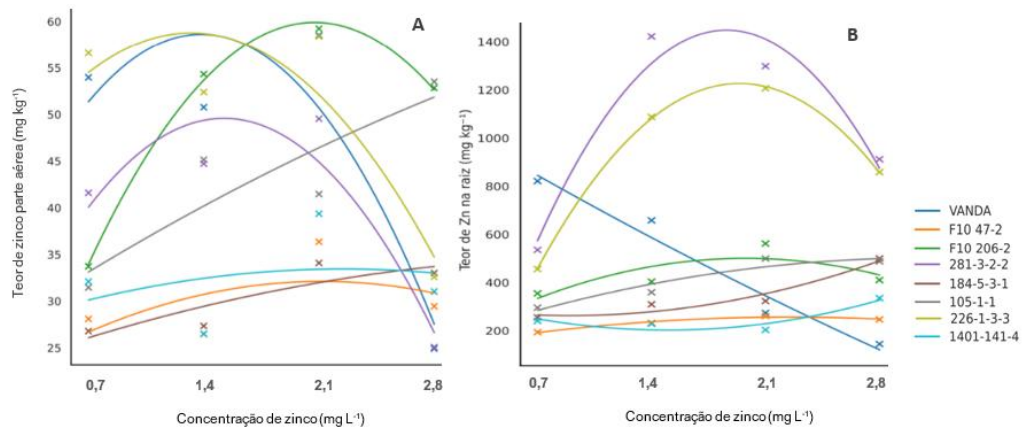 A
Teor de zinco parte aérea (mg kg⁻¹)
60
55
50
45
40
35
30
25
0,7 1,4 2,1 2,8
Concentração de zinco (mg L⁻¹)
B
Teor de Zn na raiz (mg kg⁻¹)
1400
1200
1000
800
600
400
200
0,7 1,4 2,1 2,8
Concentração de zinco (mg L⁻¹)
VANDA
F10 47-2
F10 206-2
281-3-2-2
184-5-3-1
105-1-1
226-1-3-3
1401-141-4